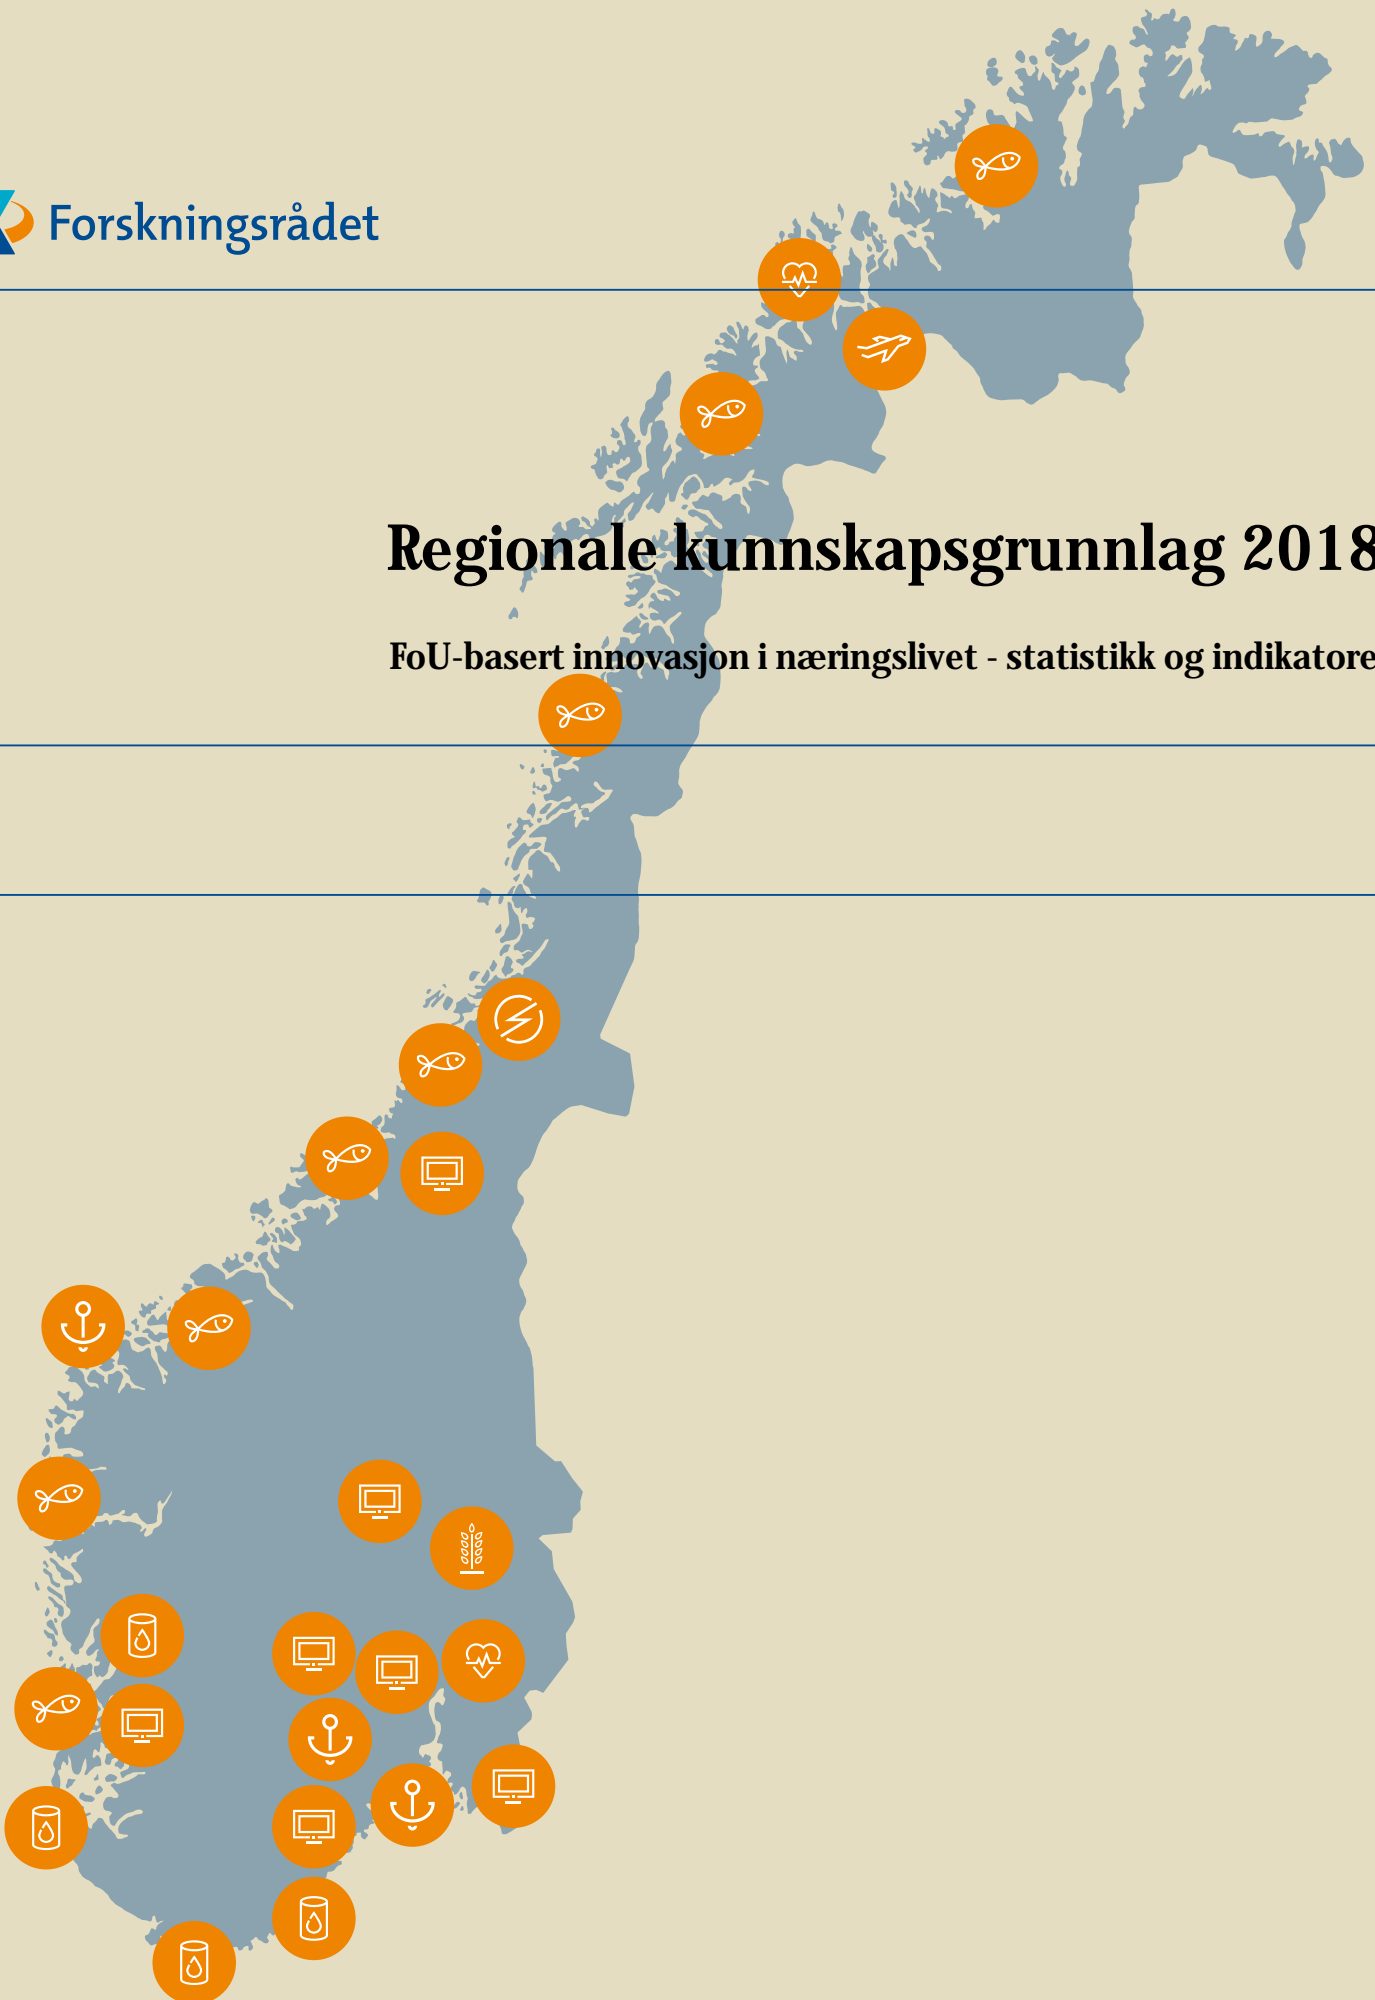 Forskningsrådet
Regionale kunnskapsgrunnlag 2018
FoU-basert innovasjon i næringslivet - statistikk og indikatore